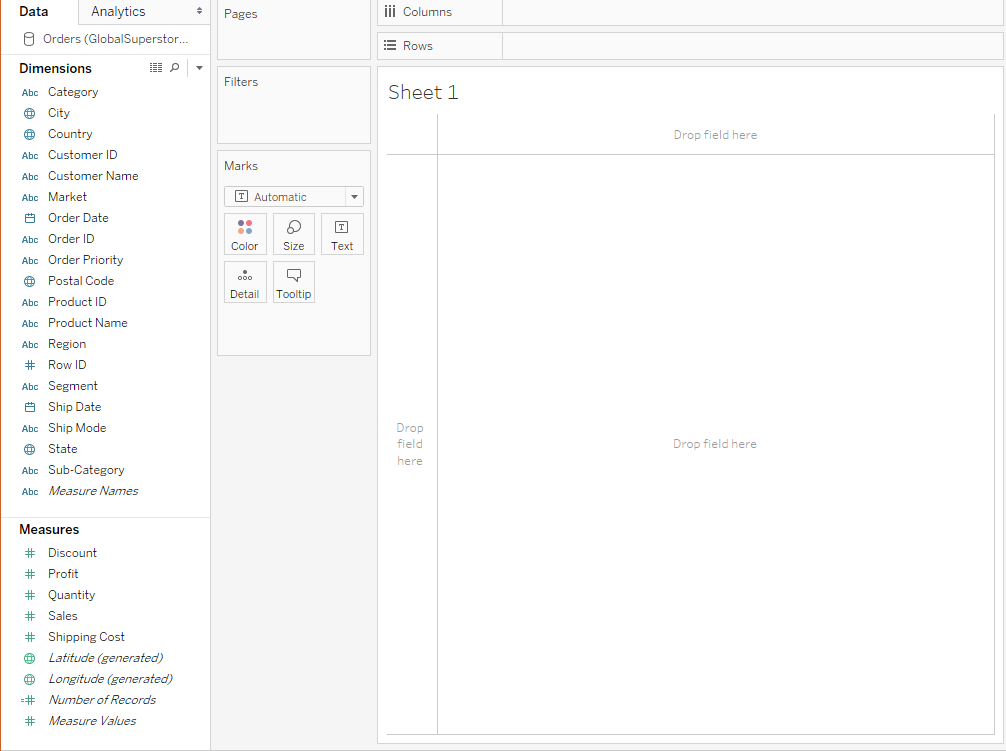 Data
Analytics
Orders (GlobalSuperstor...
Dimensions
Abc Category
City
Country
Abc Customer ID
Abc Customer Name
Abc Market
Order Date
Abc Order ID
Abc Order Priority
Postal Code
Abc Product ID
Abc Product Name
Abc Region
# Row ID
Abc Segment
Ship Date
Abc Ship Mode
State
Abc Sub-Category
Abc Measure Names
Measures
# Discount
# Profit
# Quantity
# Sales
# Shipping Cost
Latitude (generated)
Longitude (generated)
=# Number of Records
# Measure Values
Pages
Filters
Marks
T Automatic
Color
Size
T Text
Detail
Tooltip
Columns
Rows
Sheet 1
Drop field here
Drop
field
here
Drop field here